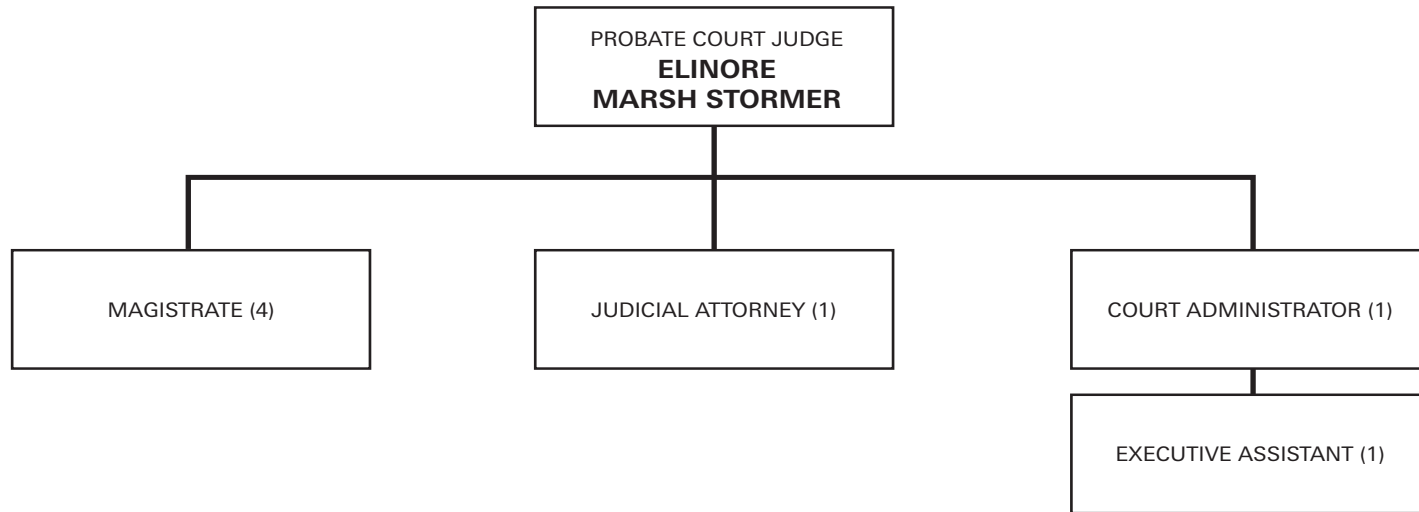 PROBATE COURT JUDGE
ELINORE
MARSH STORMER
MAGISTRATE (4)
JUDICIAL ATTORNEY (1)
COURT ADMINISTRATOR (1)
EXECUTIVE ASSISTANT (1)